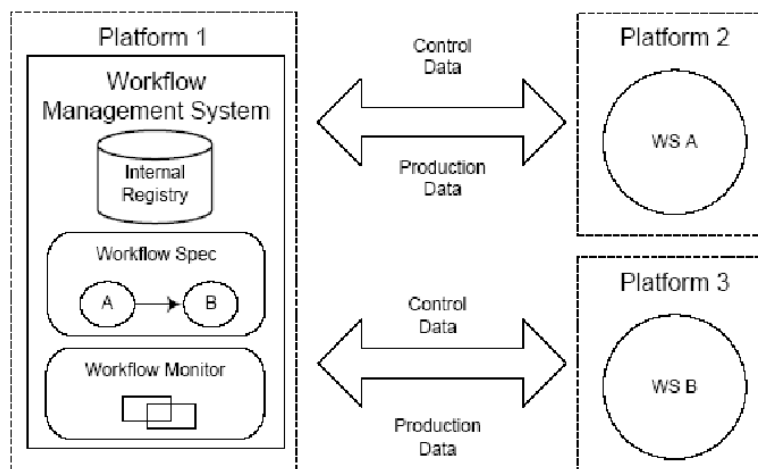 Platform 1
Workflow
Management System
Internal
Registry
Workflow Spec
A
B
Workflow Monitor
Control
Data
Production
Data
Control
Data
Production
Data
Platform 2
WS A
Platform 3
WS B